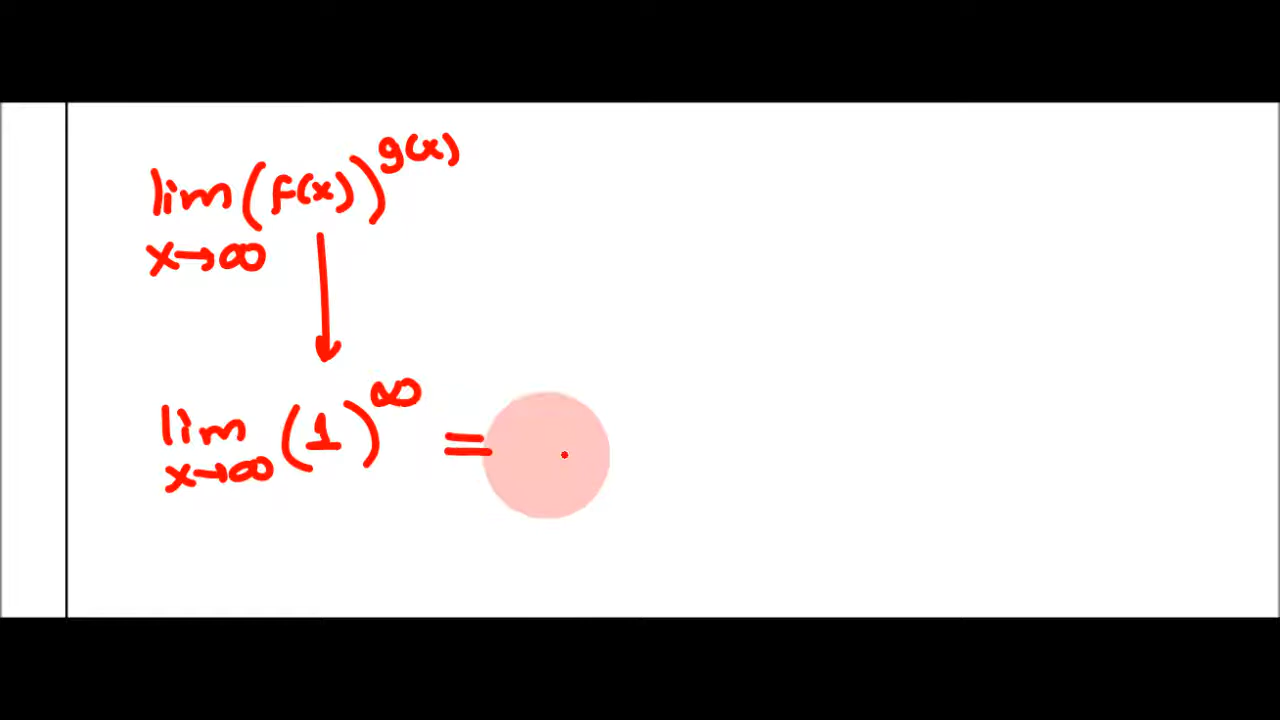 lim (f(x))^g(x)
x→∞
lim (1)^∞ =
x→∞